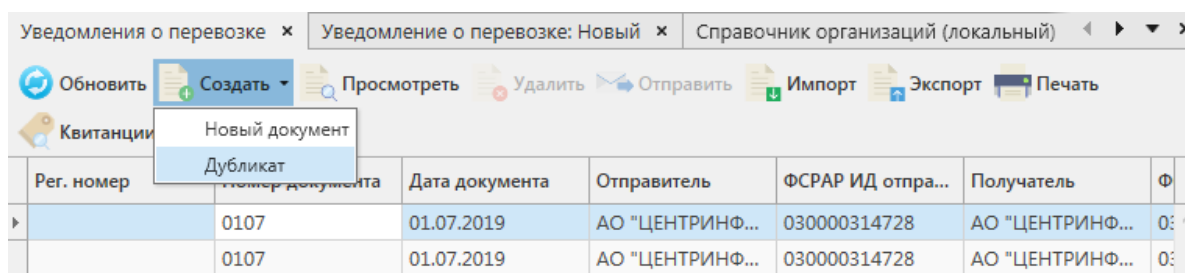 Уведомления о перевозке × Уведомление о перевозке: Новый × Справочник организаций (локальный)
Обновить Создать Просмотреть Удалить Отправить Импорт Экспорт Печать
Квитанции Новый документ
Дубликат
Рег. номер Номер документа Дата документа Отправитель ФСРАР ИД отпра... Получатель Ф
0107 01.07.2019 АО "ЦЕНТРИНФ... 030000314728 АО "ЦЕНТРИНФ... 03
0107 01.07.2019 АО "ЦЕНТРИНФ... 030000314728 АО "ЦЕНТРИНФ... 03